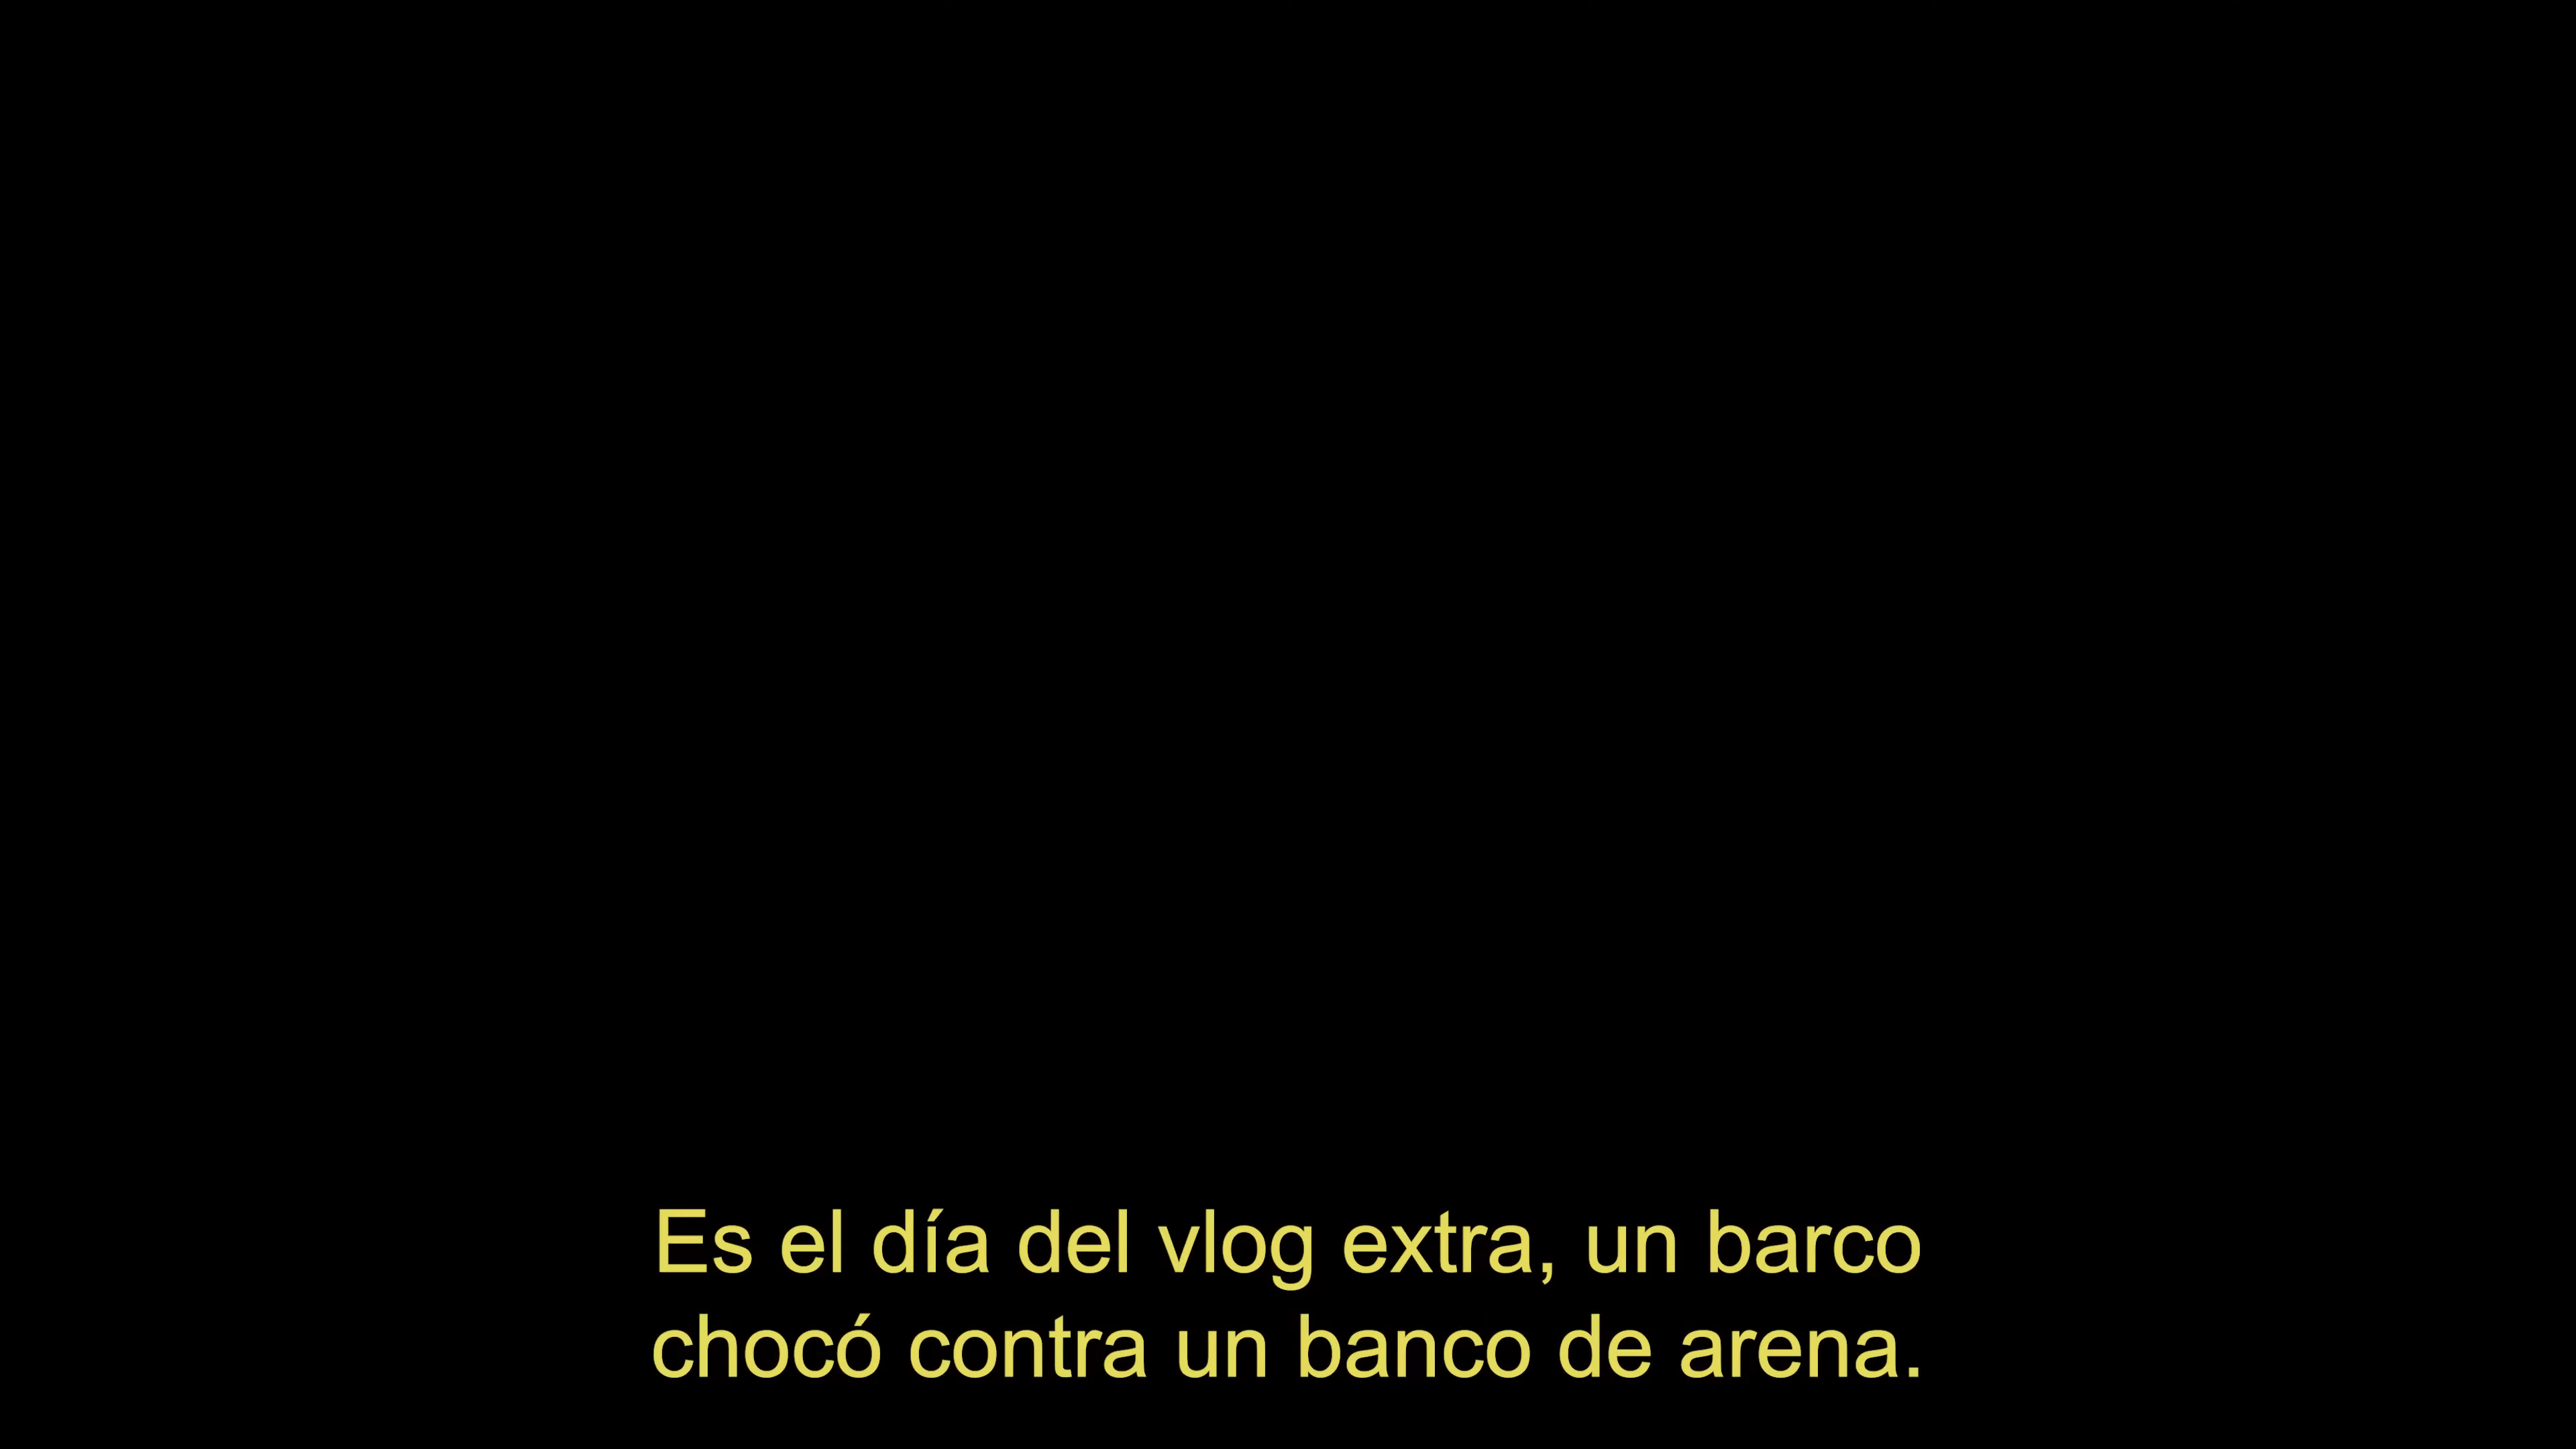 Es el día del vlog extra, un barco
chocó contra un banco de arena.